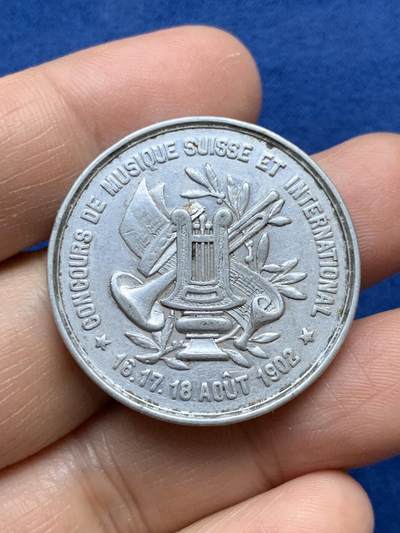 CONCOURS DE MUSIQUE SUISSE ET INTERNATIONAL
16.17.18 AOÛT 1902